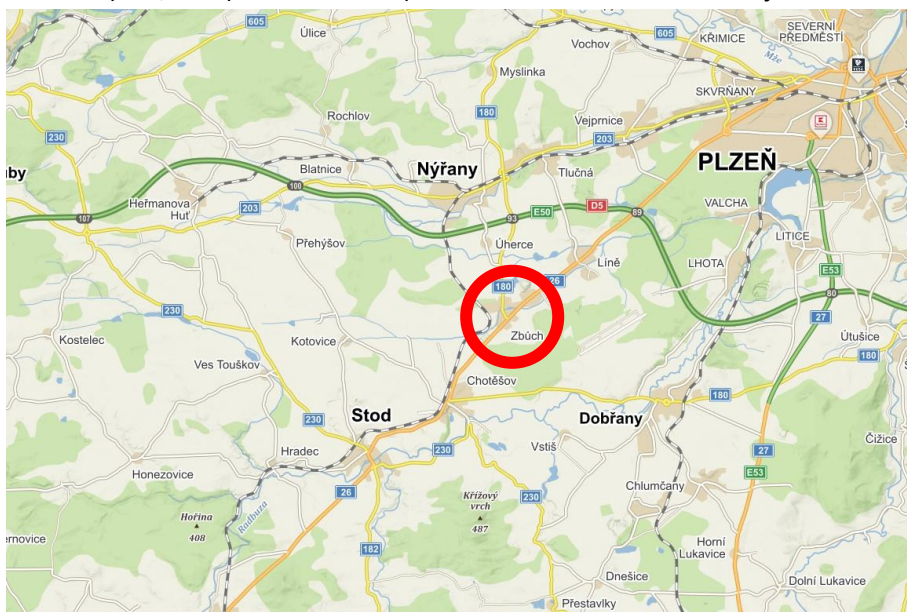 605
Úlice
605
KŘIMICE
SEVERNÍ
PŘEDMĚSTÍ
Vochov
Mže
Myslinka
SKVRŇANY
180
Rochlov
Vejprnice
230
203
Blatnice
Nýřany
Tlučná
PLZEŇ
100
Heřmanova
Huť
203
107
93
E50
D5
89
VALCHA
Přehýšov
Úherce
LITICE
Líně
LHOTA
E53
180
26
80
230
27
Zbůch
Kostelec
Kotovice
Útušice
Ves Touškov
180
Chotěšov
180
Stod
Dobřany
230
230
Vstiš
Čižice
Hradec
27
Honezovice
E53
26
Chlumčany
Křížový
vrch
487
230
Hořina
408
Radbuza
182
Horní
Lukavice
Dnešice
Dolní Lukavice
Přestavlky